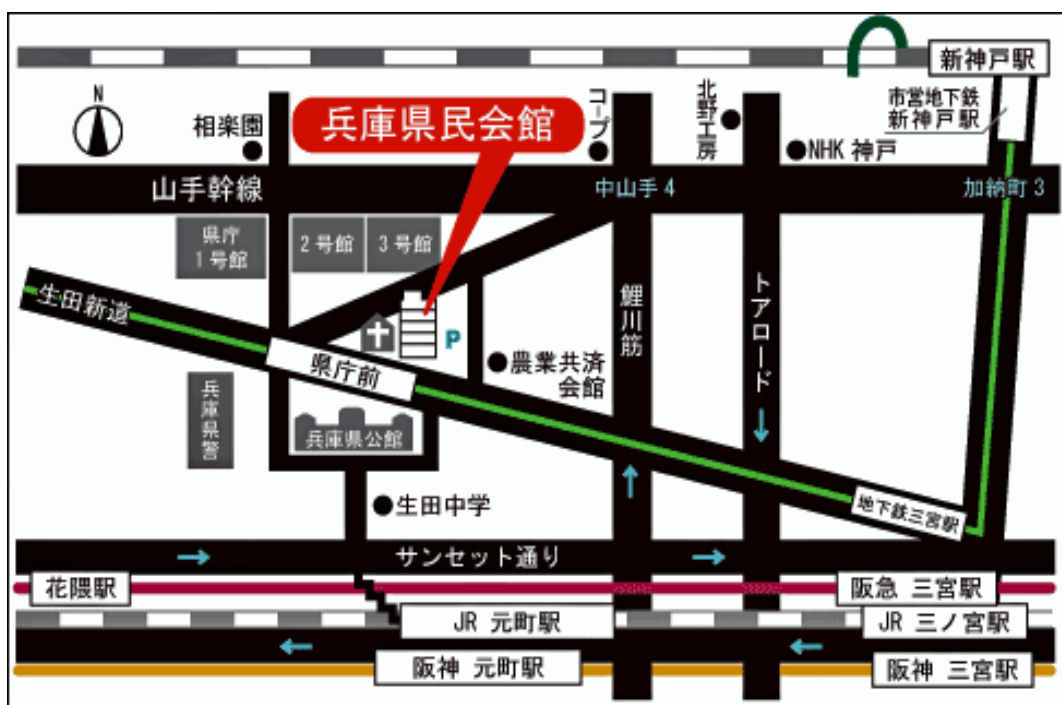 新神戸駅
N
相楽園
兵庫県民会館
コープ
北野工房
NHK 神戸
市営地下鉄
新神戸駅
山手幹線
中山手 4
加納町 3
県庁
1 号館
2 号館
3 号館
生田新道
P
県庁前
農業共済
会館
鯉川筋
トアロード
兵庫県警
兵庫県公館
生田中学
地下鉄三宮駅
サンセット通り
花隈駅
阪急 三宮駅
JR 元町駅
JR 三ノ宮駅
阪神 元町駅
阪神 三宮駅